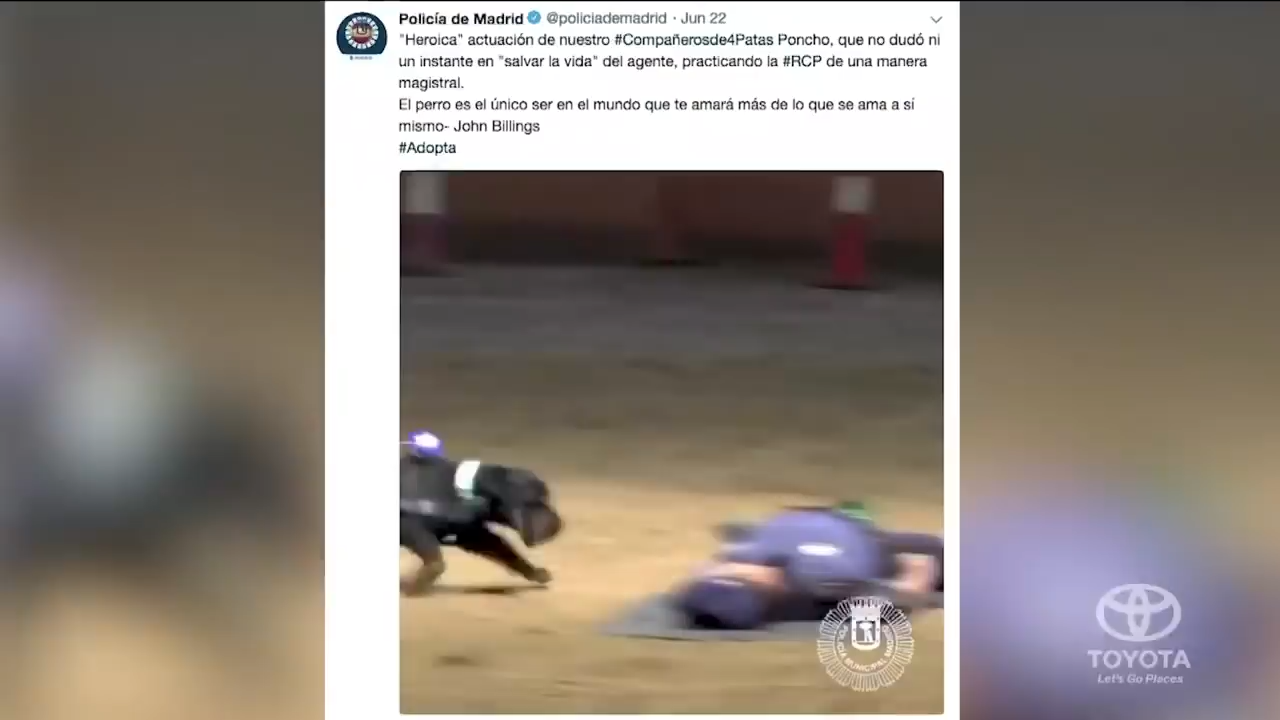 Policía de Madrid @policiademadrid · Jun 22
"Heroica" actuación de nuestro #Compañerosde4Patas Poncho, que no dudó ni
un instante en "salvar la vida" del agente, practicando la #RCP de una manera
magistral.
El perro es el único ser en el mundo que te amará más de lo que se ama a sí
mismo- John Billings
#Adopta
POLICIA MUNICIPAL MADRID
TOYOTA
Let's Go Places